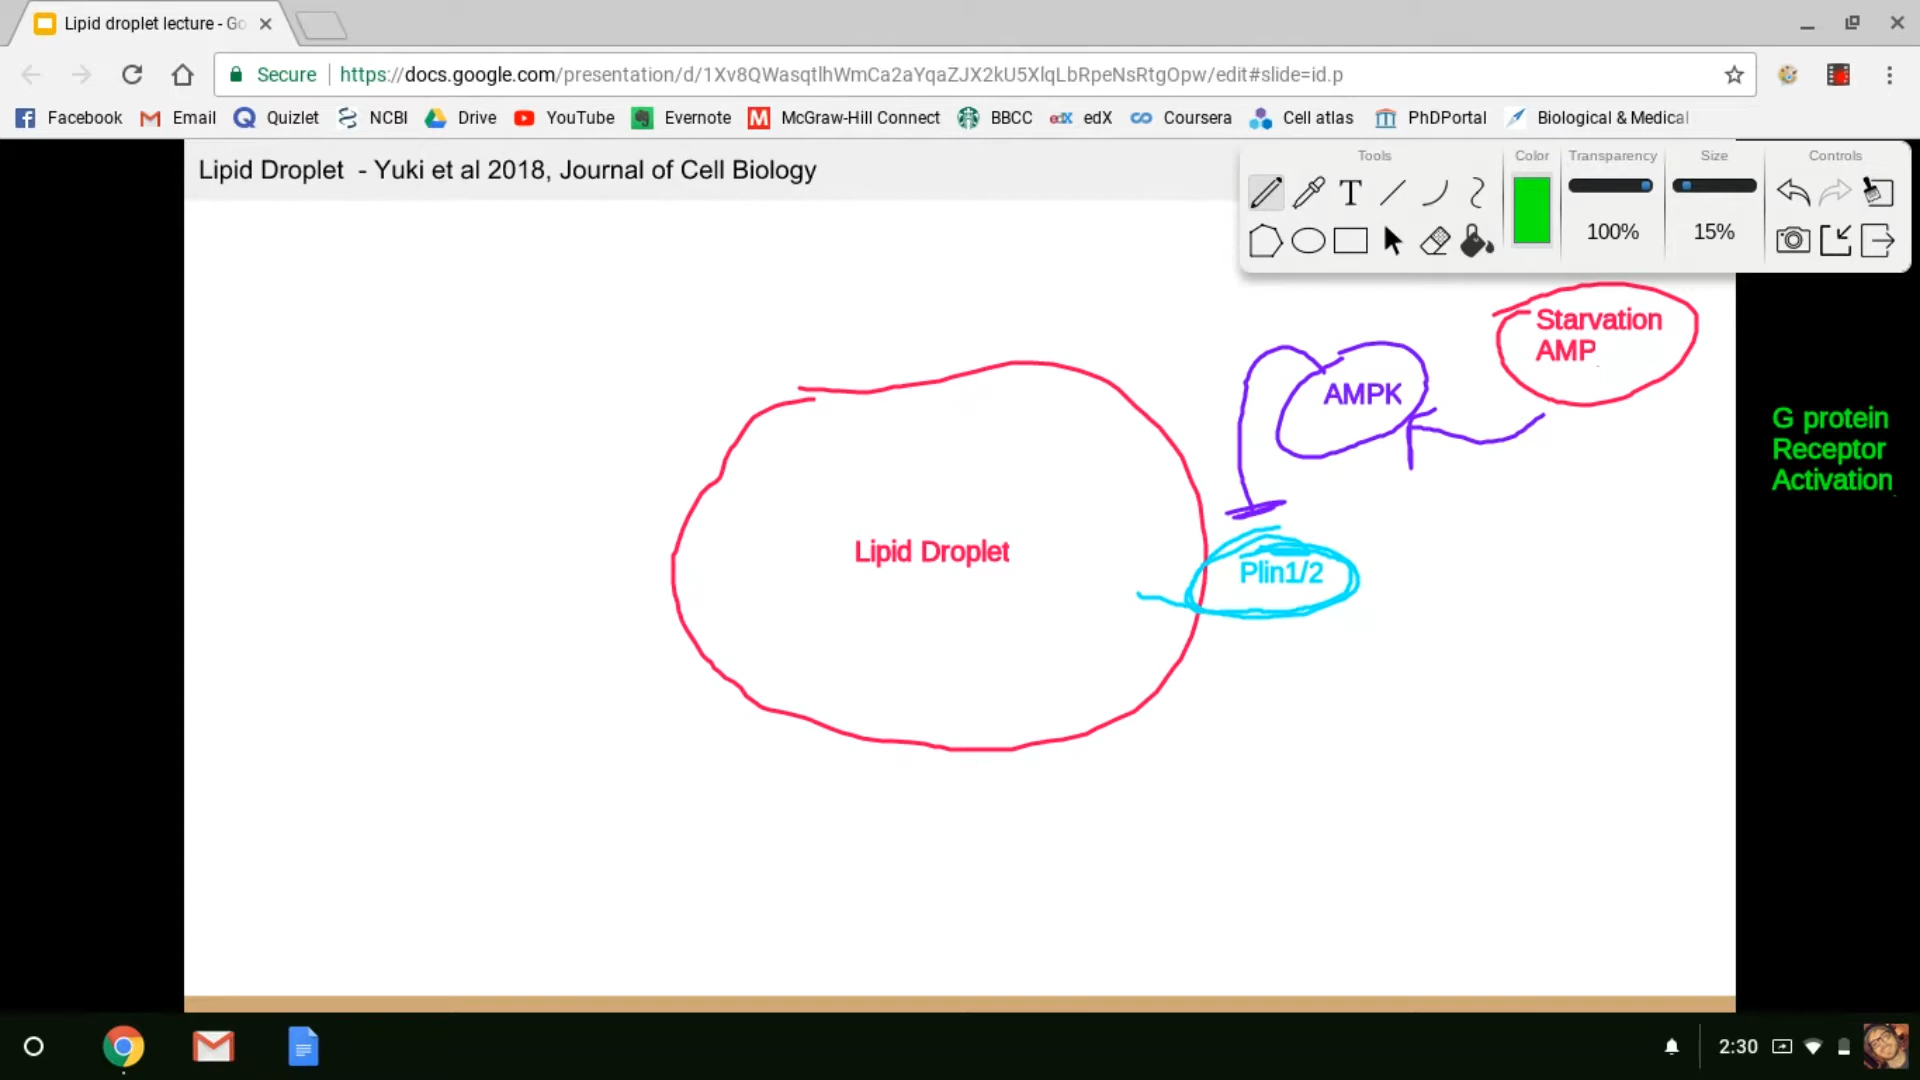 Lipid droplet lecture - Go
Secure
https://docs.google.com/presentation/d/1Xv8QWasqtlhWmCa2aYqaZJX2kU5XlqLbRpeNsRtgOpw/edit#slide=id.p
Facebook Email Quizlet NCBI Drive YouTube Evernote McGraw-Hill Connect BBCC edX Coursera Cell atlas PhDPortal Biological & Medical
Lipid Droplet - Yuki et al 2018, Journal of Cell Biology
Tools Color Transparency Size Controls
100% 15%
Starvation
AMP
AMPK
G protein
Receptor
Activation
Lipid Droplet
Plin1/2
2:30